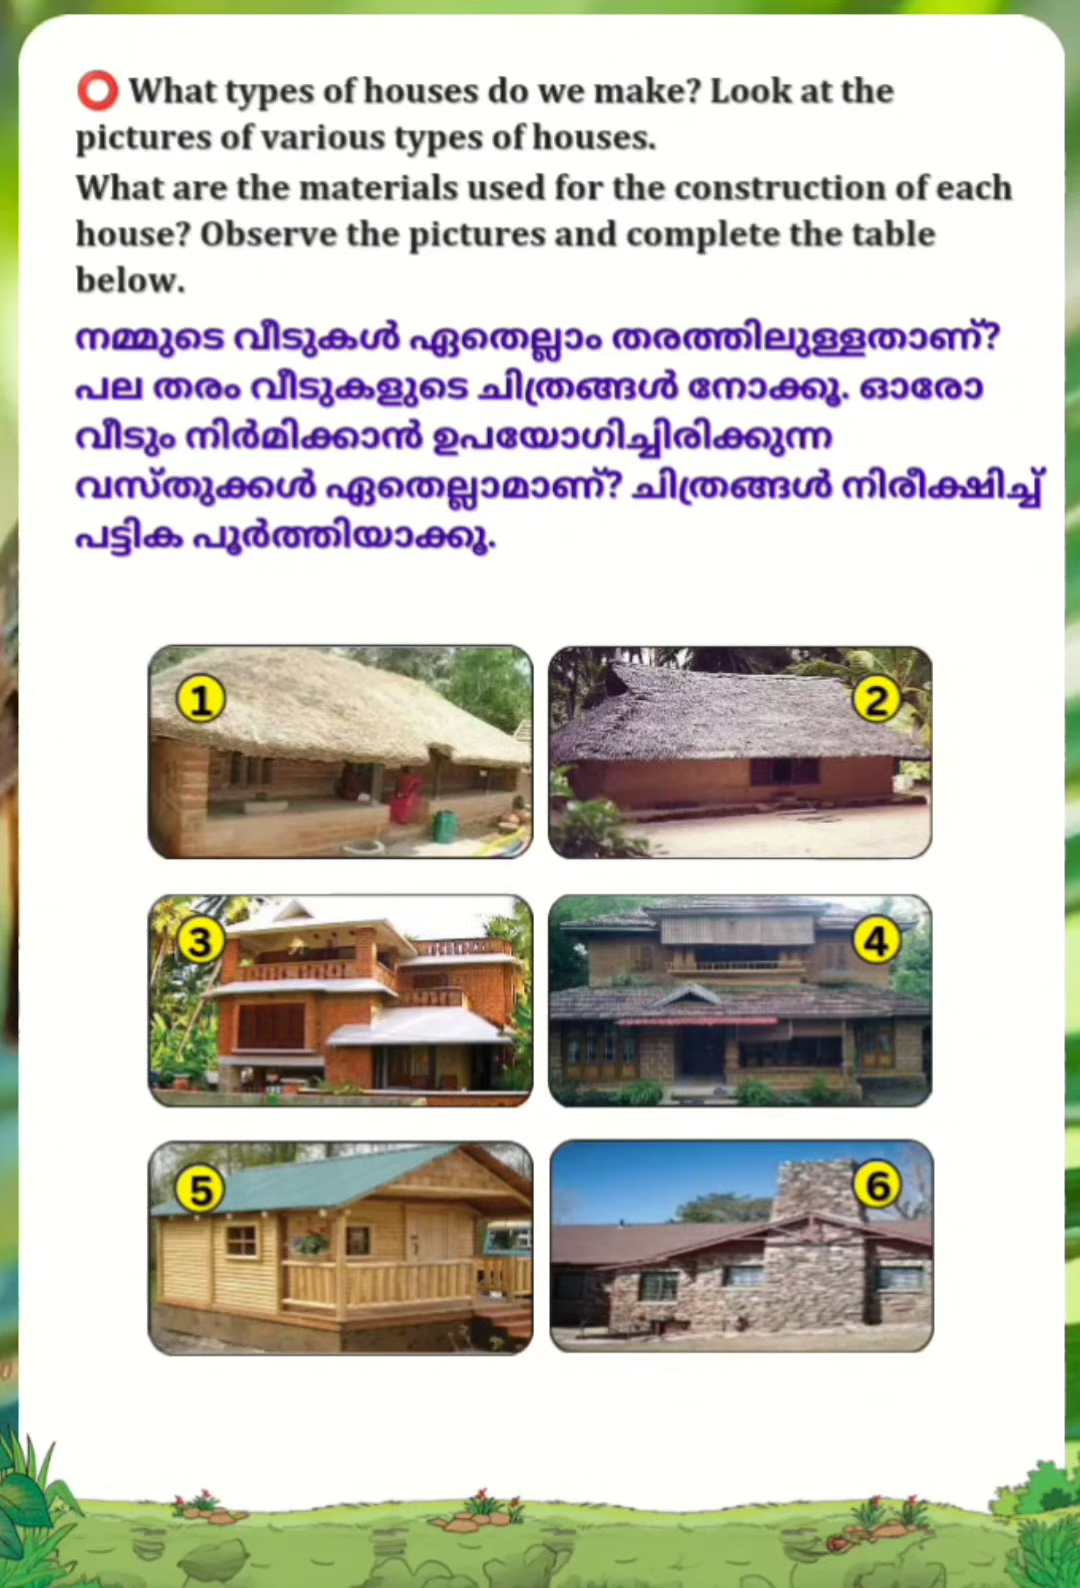 ⭕ What types of houses do we make? Look at the
pictures of various types of houses.
What are the materials used for the construction of each
house? Observe the pictures and complete the table
below.
നമ്മുടെ വീടുകൾ ഏതെല്ലാം തരത്തിലുള്ളതാണ്?
പല തരം വീടുകളുടെ ചിത്രങ്ങൾ നോക്കൂ. ഓരോ
വീടും നിർമിക്കാൻ ഉപയോഗിച്ചിരിക്കുന്ന
വസ്തുക്കൾ ഏതെല്ലാമാണ്? ചിത്രങ്ങൾ നിരീക്ഷിച്ച്
പട്ടിക പൂർത്തിയാക്കൂ.
1
2
3
4
5
6